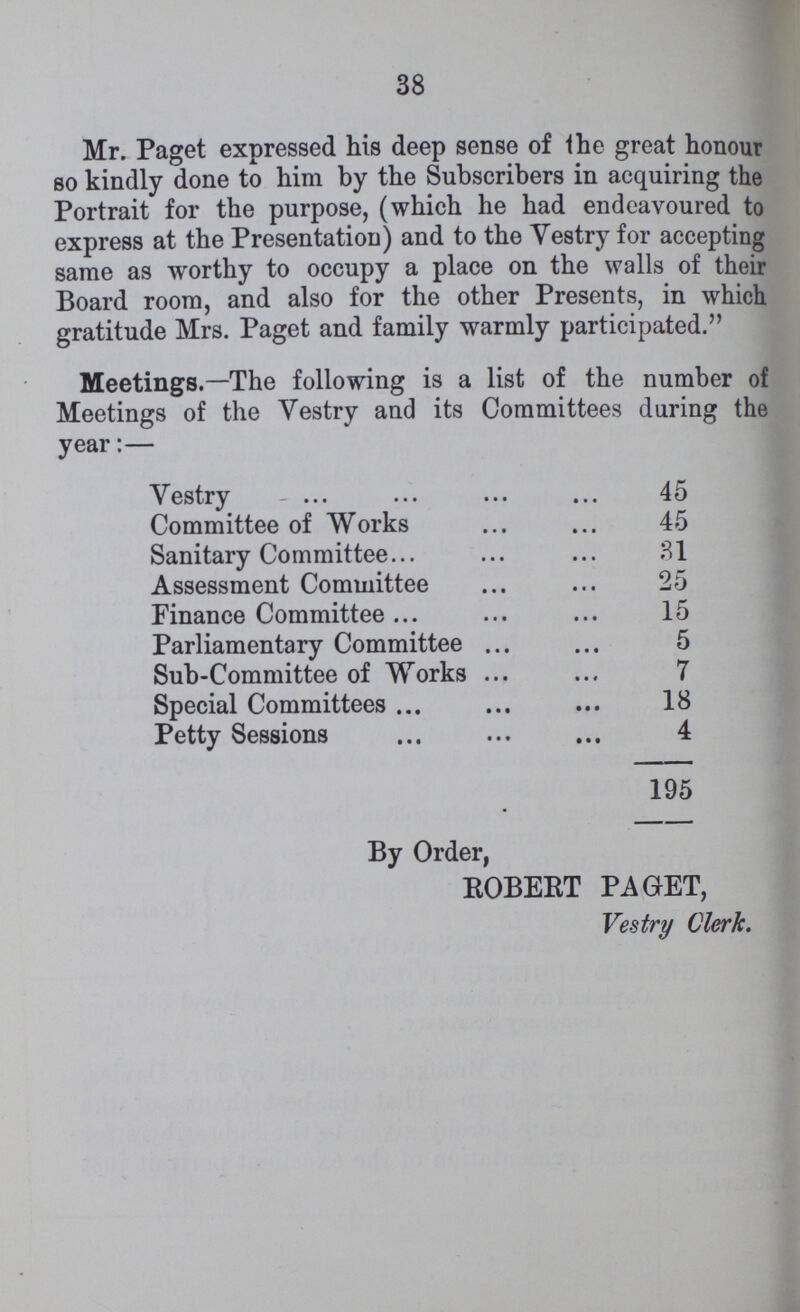 38
Mr. Paget expressed his deep sense of the great honour
so kindly done to him by the Subscribers in acquiring the
Portrait for the purpose, (which he had endeavoured to
express at the Presentation) and to the Vestry for accepting
same as worthy to occupy a place on the walls of their
Board room, and also for the other Presents, in which
gratitude Mrs. Paget and family warmly participated.”
Meetings.—The following is a list of the number of
Meetings of the Vestry and its Committees during the
year:—
Vestry ... ... ... ... 45
Committee of Works ... ... 45
Sanitary Committee... ... ... 31
Assessment Committee ... ... 25
Finance Committee ... ... ... 15
Parliamentary Committee ... ... 5
Sub-Committee of Works ... ... 7
Special Committees ... ... ... 18
Petty Sessions ... ... ... 4
195
By Order,
ROBERT PAGET,
Vestry Clerk.